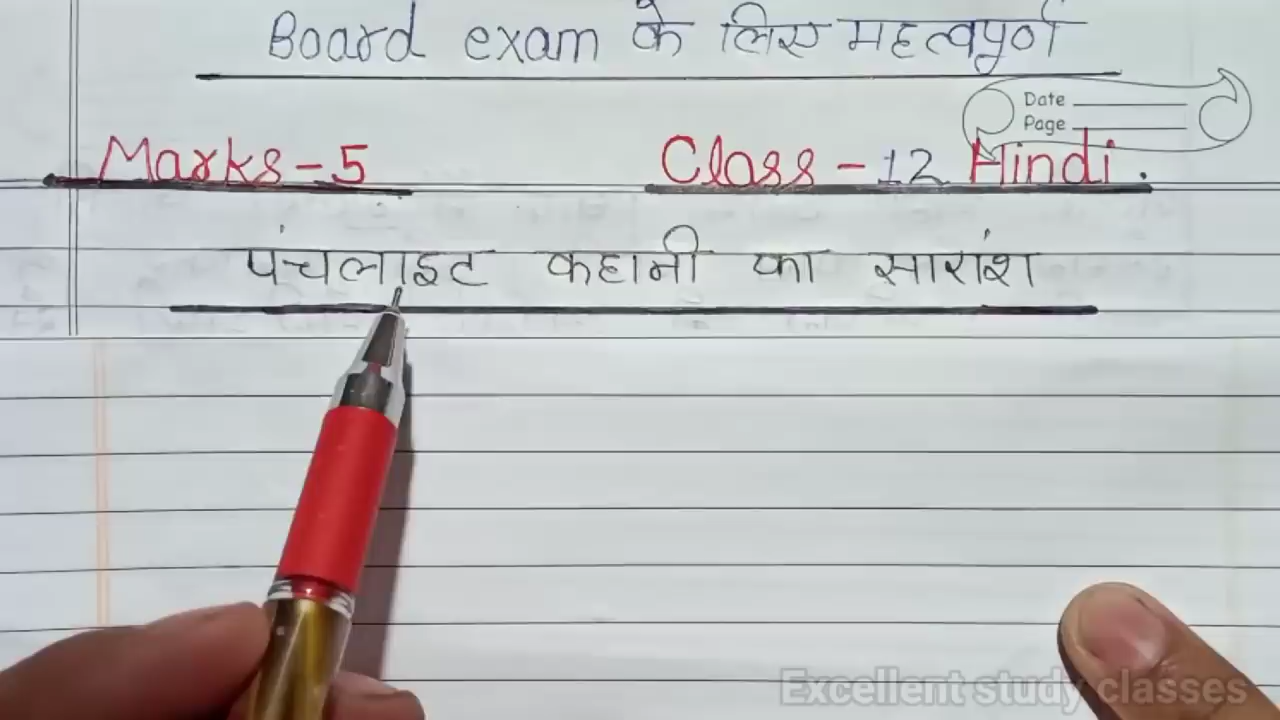 Board exam के लिए महत्वपूर्ण
Date
Page
Marks-5
Class-12 Hindi.
पंचलाइट कहानी का सारांश
Excellent study classes